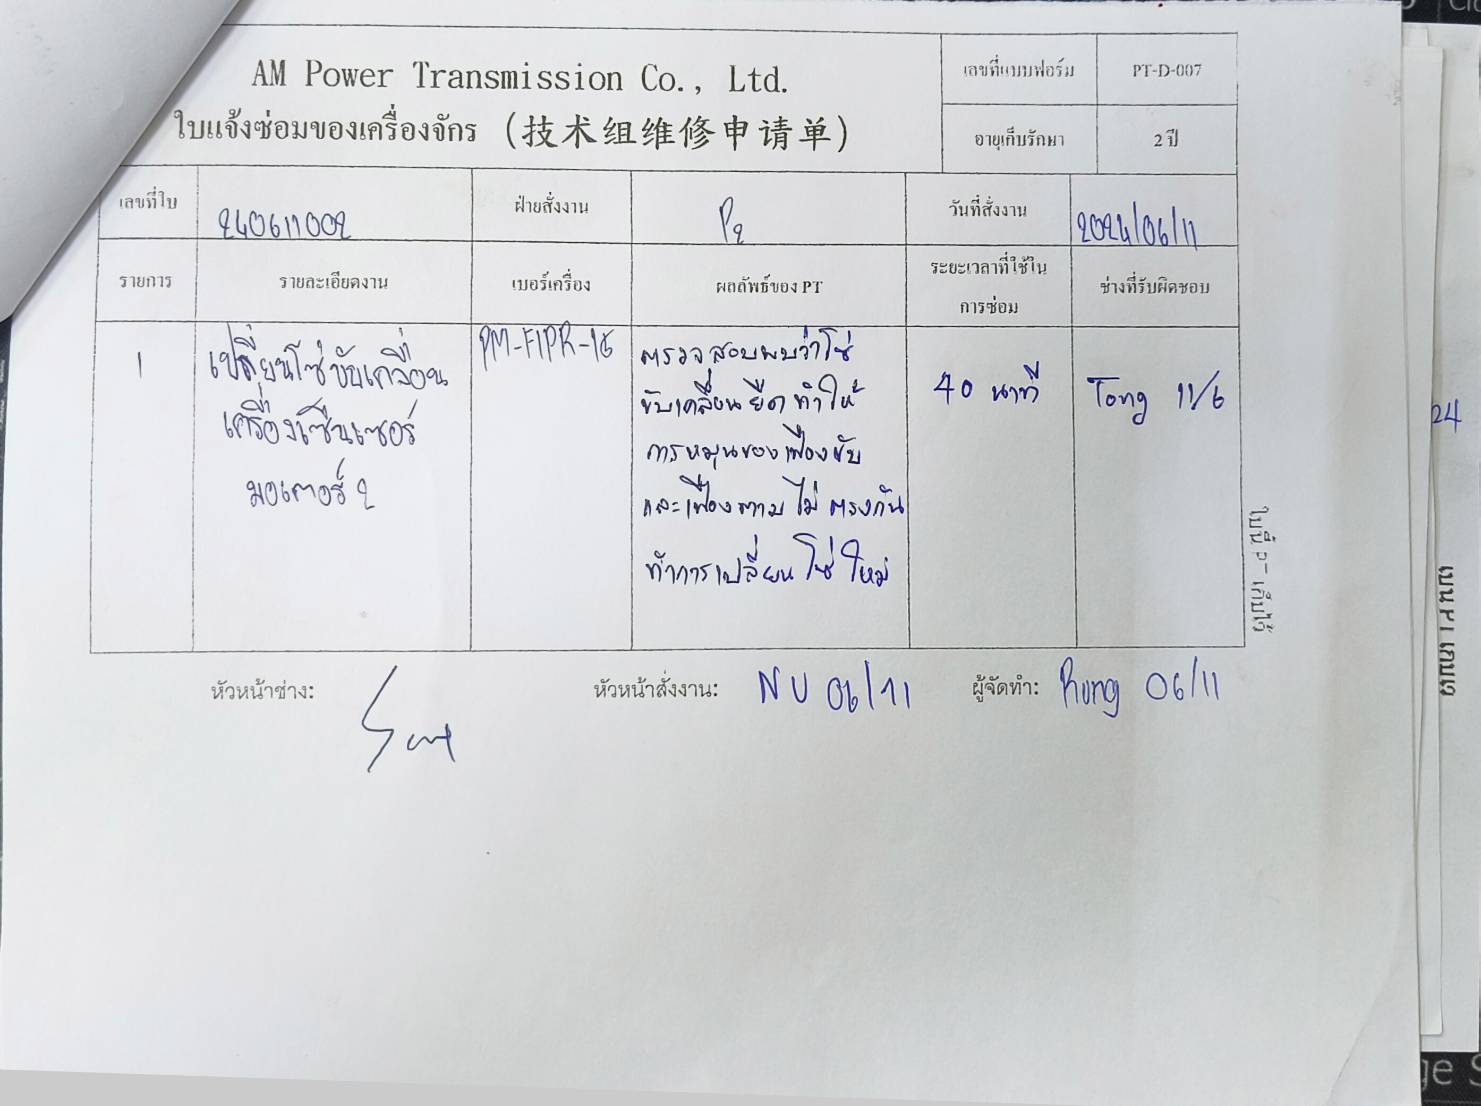 AM Power Transmission Co., Ltd.
ใบแจ้งซ่อมของเครื่องจักร (技术组维修申请单)
เลขที่แบบฟอร์ม PT-D-007
อายุเก็บรักษา 2 ปี
เลขที่ใบ 240611002 ฝ่ายสั่งงาน P2 วันที่สั่งงาน 2024/06/11
รายการ รายละเอียดงาน เบอร์เครื่อง ผลลัพธ์ของ PT ระยะเวลาที่ใช้ใน ช่างที่รับผิดชอบ
การซ่อม
1 เปลี่ยนโซ่ขับเคลื่อน
เครื่องเซ็นเซอร์
มอเตอร์ 2
PM-FIPR-16
ตรวจสอบพบว่าโซ่
ขับเคลื่อนยืดทำให้
การหมุนของเฟืองขับ
และเฟืองตามไม่ตรงกัน
ทำการเปลี่ยนโซ่ใหม่
40 นาที
Tong 11/6
ใบนี้ PT เก็บไว้
หัวหน้าช่าง: หัวหน้าสั่งงาน: NU 06/11 ผู้จัดทำ: Rung 06/11
24